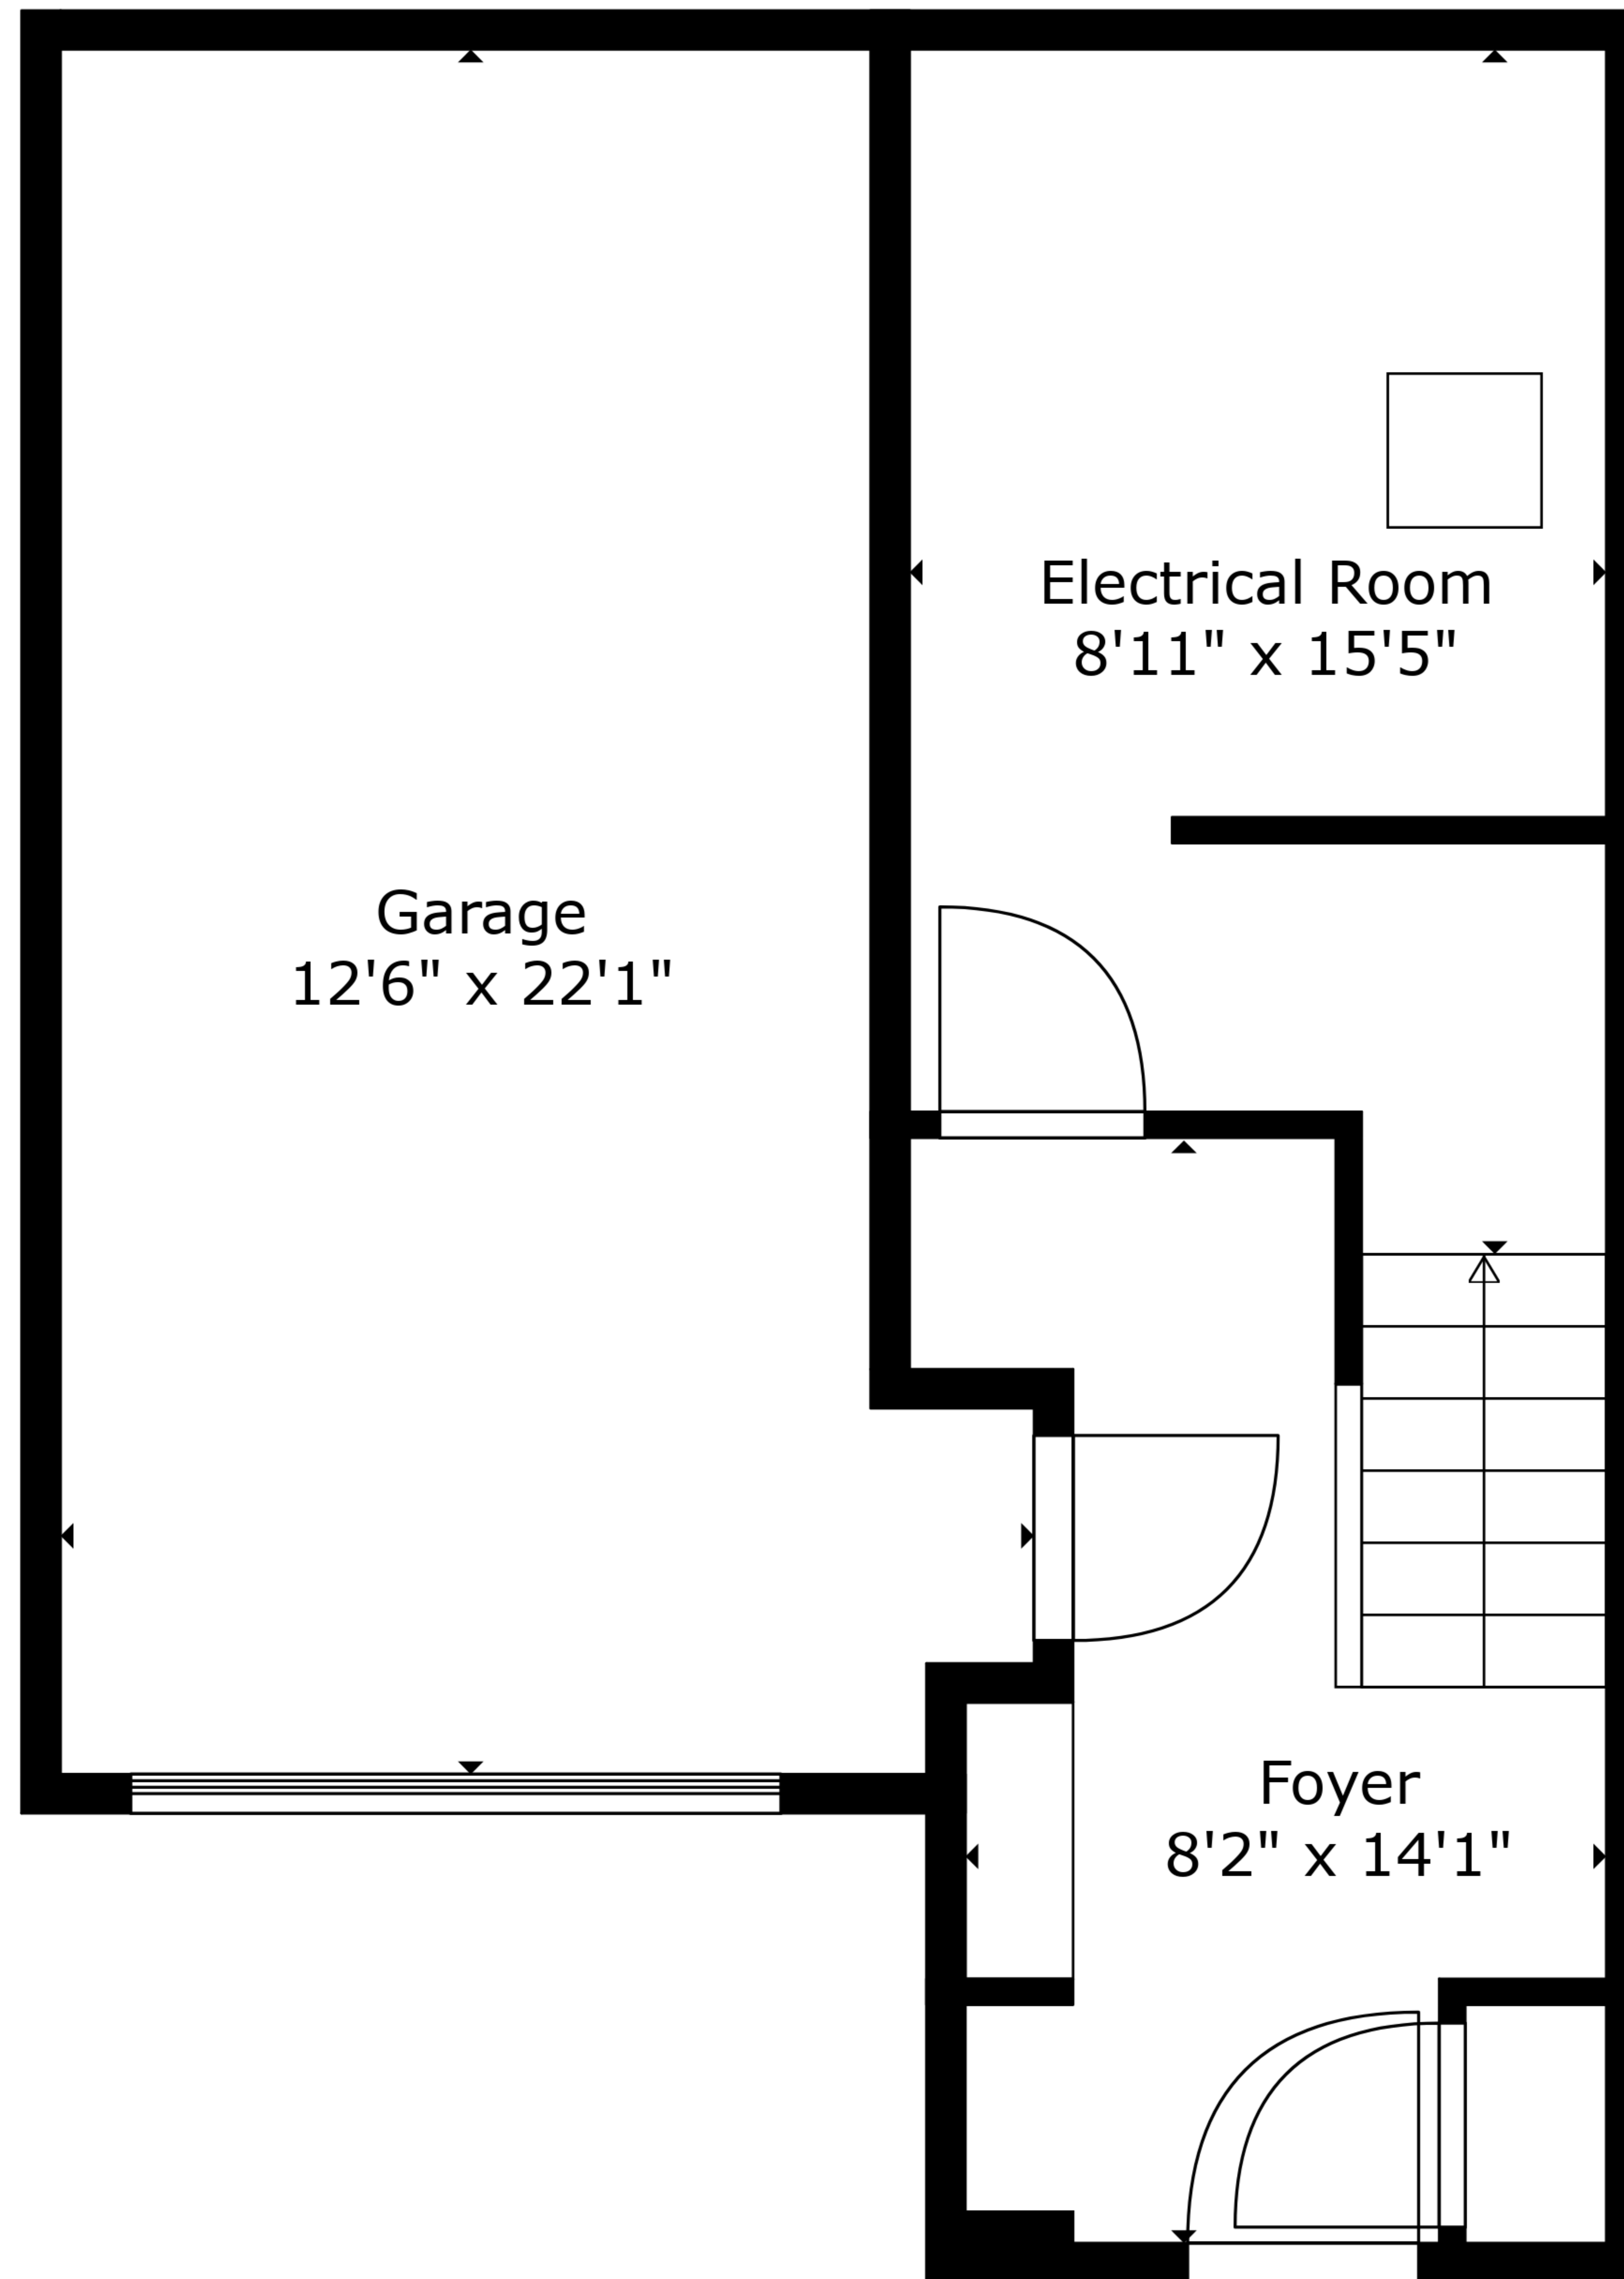 Electrical Room
8'11" x 15'5"
Garage
12'6" x 22'1"
Foyer
8'2" x 14'1"